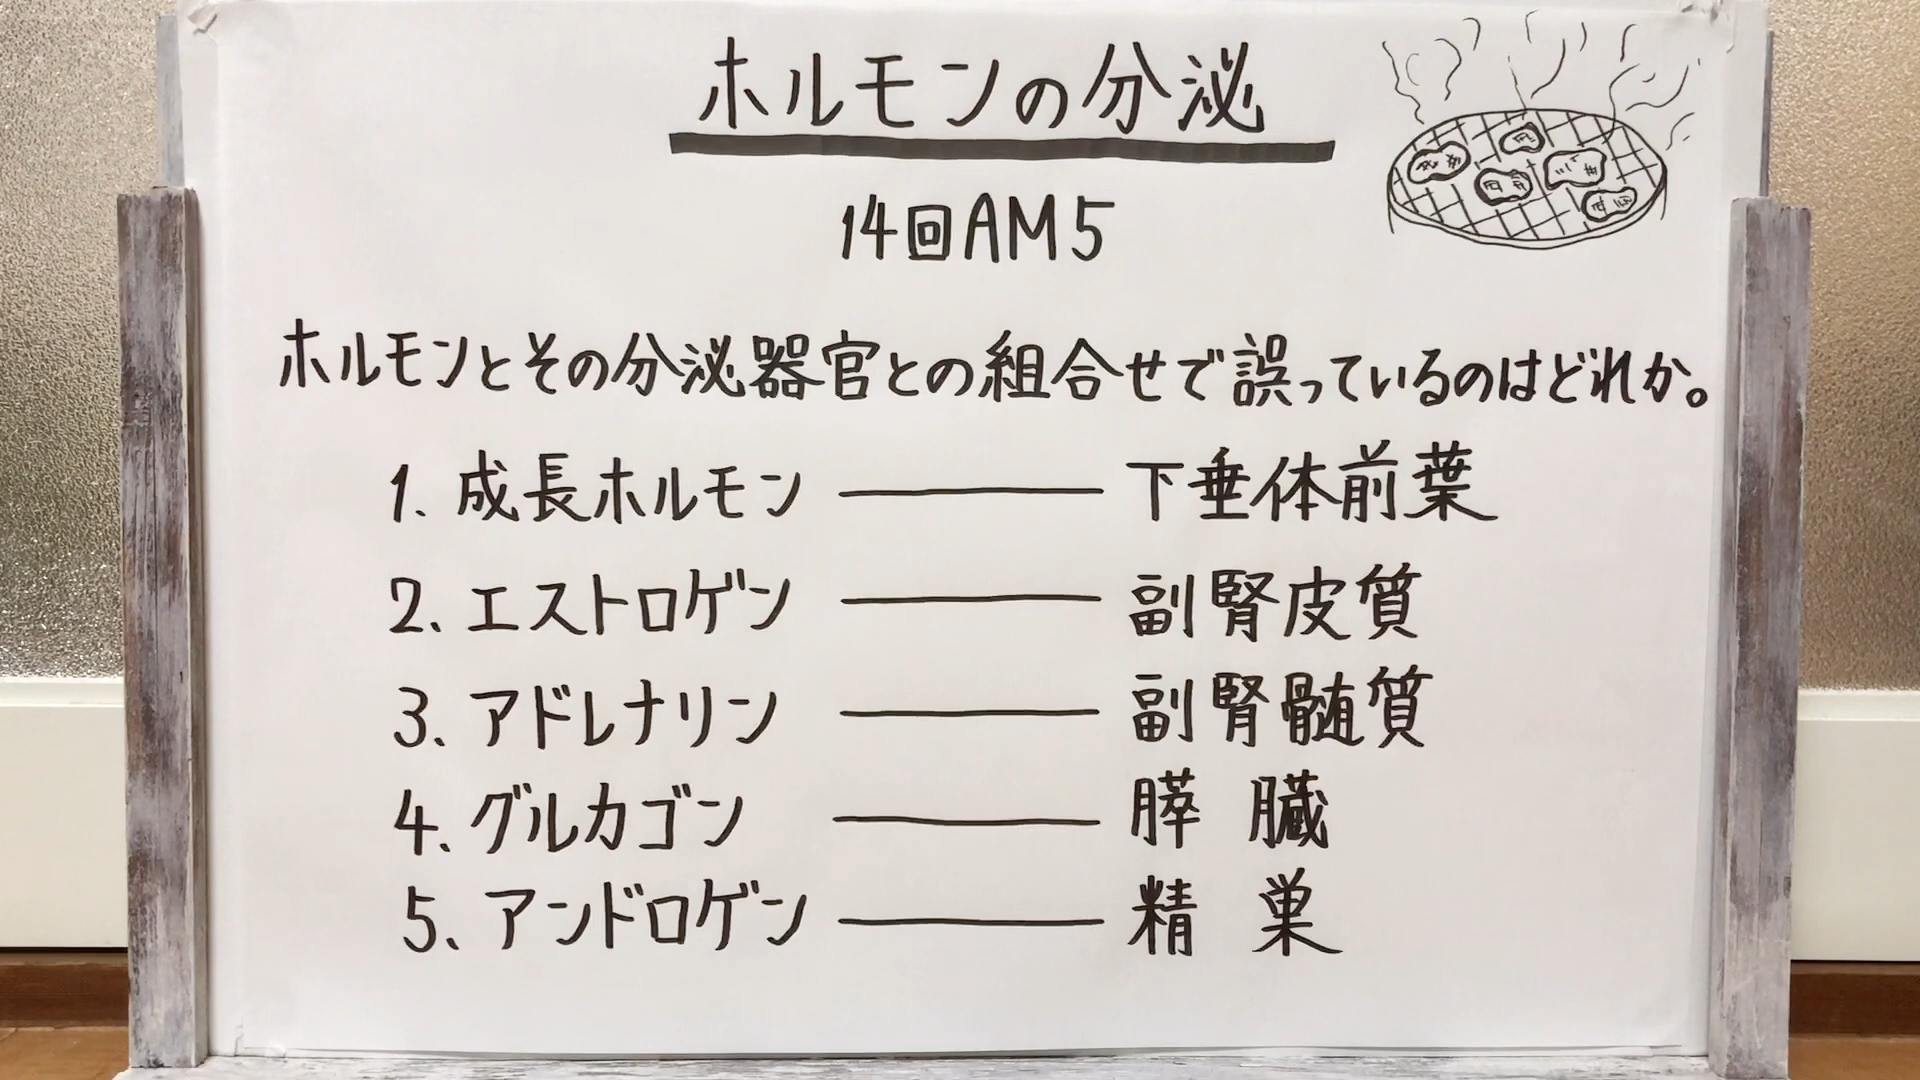 ホルモンの分泌
14回AM5
ホルモンとその分泌器官との組合せで誤っているのはどれか。
1. 成長ホルモン ――― 下垂体前葉
2. エストロゲン ――― 副腎皮質
3. アドレナリン ――― 副腎髄質
4. グルカゴン ――― 膵 臓
5. アンドロゲン ――― 精 巣